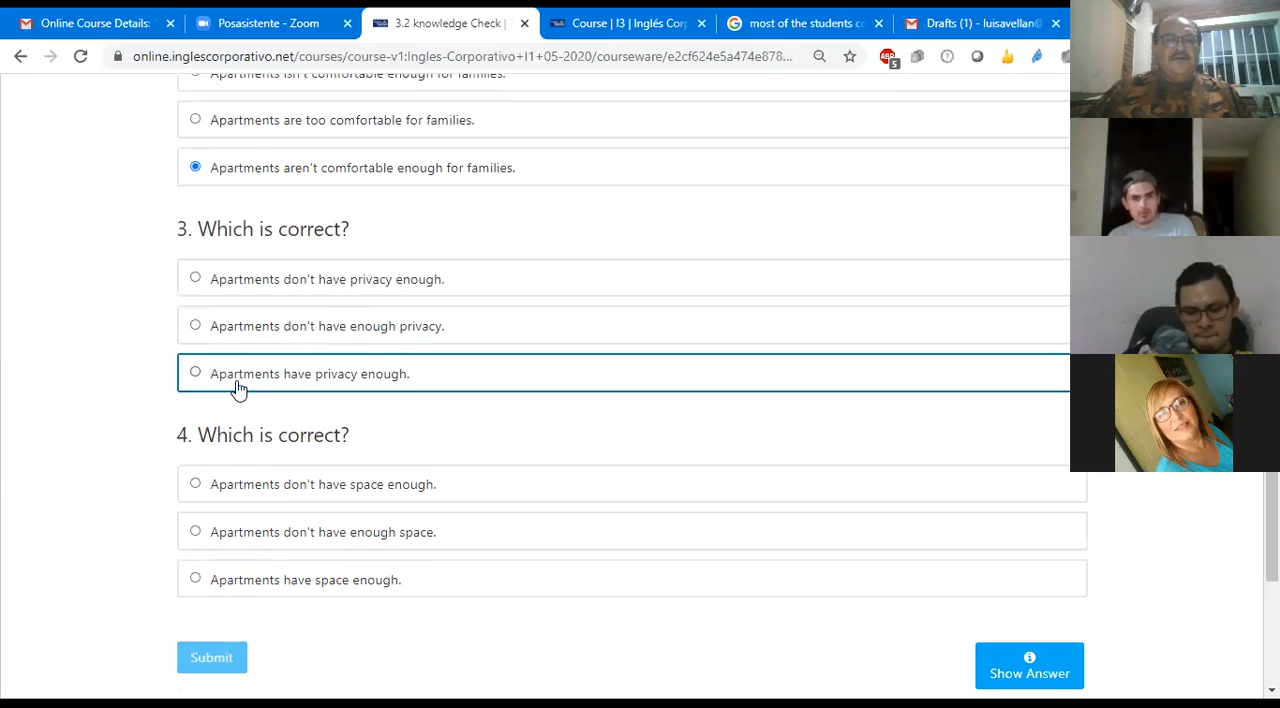 Online Course Details:
Posasistente - Zoom
3.2 knowledge Check |
Course | I3 | Inglés Corp
most of the students co
Drafts (1) - luisavellan@
online.inglescorporativo.net/courses/course-v1:Ingles_Corporativo+I1+05-2020/courseware/e2cf624e5a474e878...
5
Apartments isn't comfortable enough for families.
Apartments are too comfortable for families.
Apartments aren't comfortable enough for families.
3. Which is correct?
Apartments don't have privacy enough.
Apartments don't have enough privacy.
Apartments have privacy enough.
4. Which is correct?
Apartments don't have space enough.
Apartments don't have enough space.
Apartments have space enough.
Submit
Show Answer